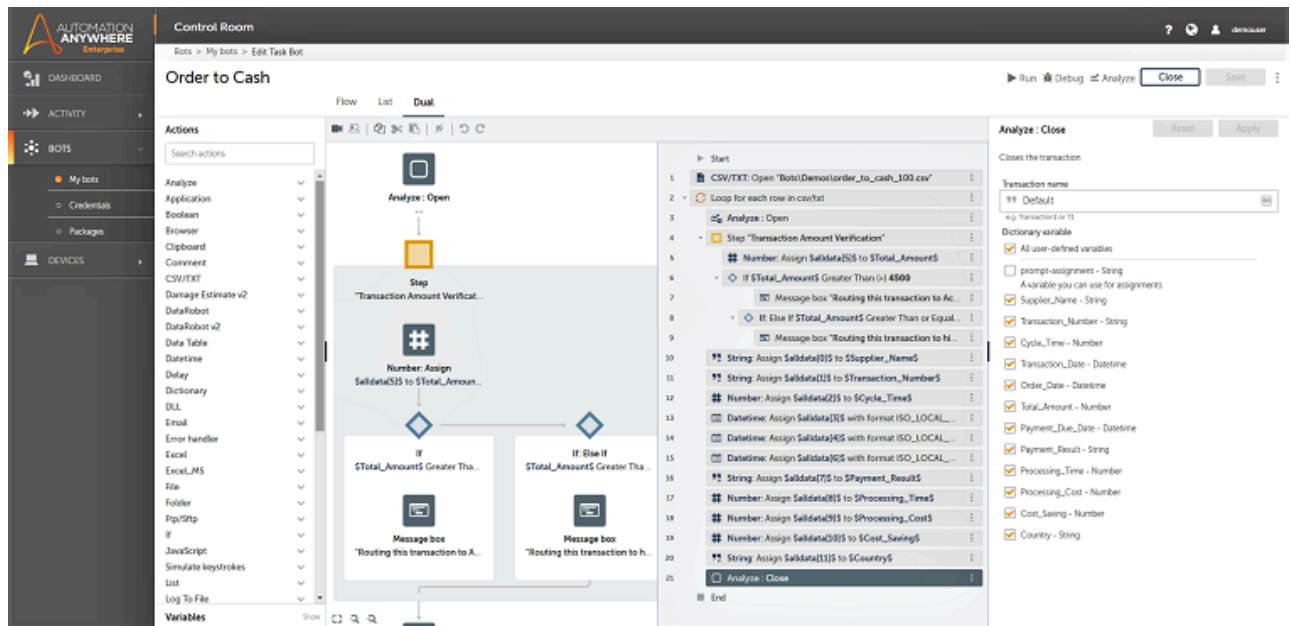 AUTOMATION
ANYWHERE
Enterprise
Control Room
? demouser
Bots > My bots > Edit Task Bot
DASHBOARD
ACTIVITY
BOTS
My bots
Credentials
Packages
DEVICES
Order to Cash
Run Debug Analyze Close Save
Flow List Dual
Actions
Search actions
Analyze
Application
Boolean
Browser
Clipboard
Comment
CSV/TXT
Damage Estimate v2
DataRobot
DataRobot v2
Data Table
Datetime
Delay
Dictionary
DLL
Email
Error handler
Excel
Excel_MS
File
Folder
Ftp/Sftp
If
JavaScript
Simulate keystrokes
List
Log To File
Variables Show
Analyze : Open
...
Step
"Transaction Amount Verificat...
Number: Assign
$alldata[5]$ to $Total_Amoun...
If
$Total_Amount$ Greater Tha...
If: Else If
$Total_Amount$ Greater Tha...
Message box
"Routing this transaction to A...
Message box
"Routing this transaction to h...
Start
1 CSV/TXT: Open "Bots\Demos\order_to_cash_100.csv"
2 Loop for each row in csv/txt
3 Analyze : Open
4 Step "Transaction Amount Verification"
5 Number: Assign $alldata[5]$ to $Total_Amount$
6 If $Total_Amount$ Greater Than (>) 4500
7 Message box "Routing this transaction to Ac...
8 If: Else If $Total_Amount$ Greater Than or Equal...
9 Message box "Routing this transaction to hi...
10 String: Assign $alldata[0]$ to $Supplier_Name$
11 String: Assign $alldata[1]$ to $Transaction_Number$
12 Number: Assign $alldata[2]$ to $Cycle_Time$
13 Datetime: Assign $alldata[3]$ with format ISO_LOCAL_...
14 Datetime: Assign $alldata[4]$ with format ISO_LOCAL_...
15 Datetime: Assign $alldata[6]$ with format ISO_LOCAL_...
16 String: Assign $alldata[7]$ to $Payment_Result$
17 Number: Assign $alldata[8]$ to $Processing_Time$
18 Number: Assign $alldata[9]$ to $Processing_Cost$
19 Number: Assign $alldata[10]$ to $Cost_Saving$
20 String: Assign $alldata[11]$ to $Country$
21 Analyze : Close
End
Analyze : Close Reset Apply
Closes the transaction
Transaction name
Default
e.g. Transaction1 or T1
Dictionary variable
All user-defined variables
prompt-assignment - String
A variable you can use for assignments
Supplier_Name - String
Transaction_Number - String
Cycle_Time - Number
Transaction_Date - Datetime
Order_Date - Datetime
Total_Amount - Number
Payment_Due_Date - Datetime
Payment_Result - String
Processing_Time - Number
Processing_Cost - Number
Cost_Saving - Number
Country - String